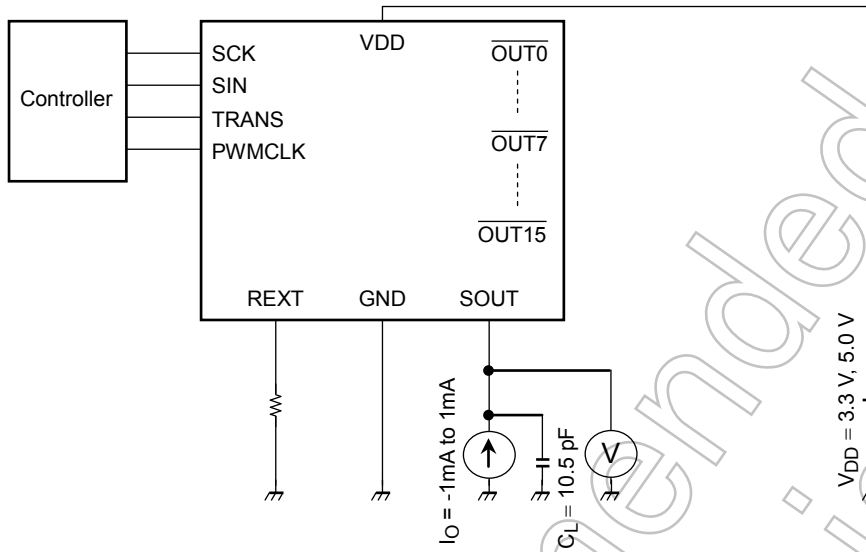 Controller
SCK
SIN
TRANS
PWMCLK
VDD
OUT0
OUT7
OUT15
REXT
GND
SOUT
IO = -1mA to 1mA
CL = 10.5 pF
V
VDD = 3.3 V, 5.0 V